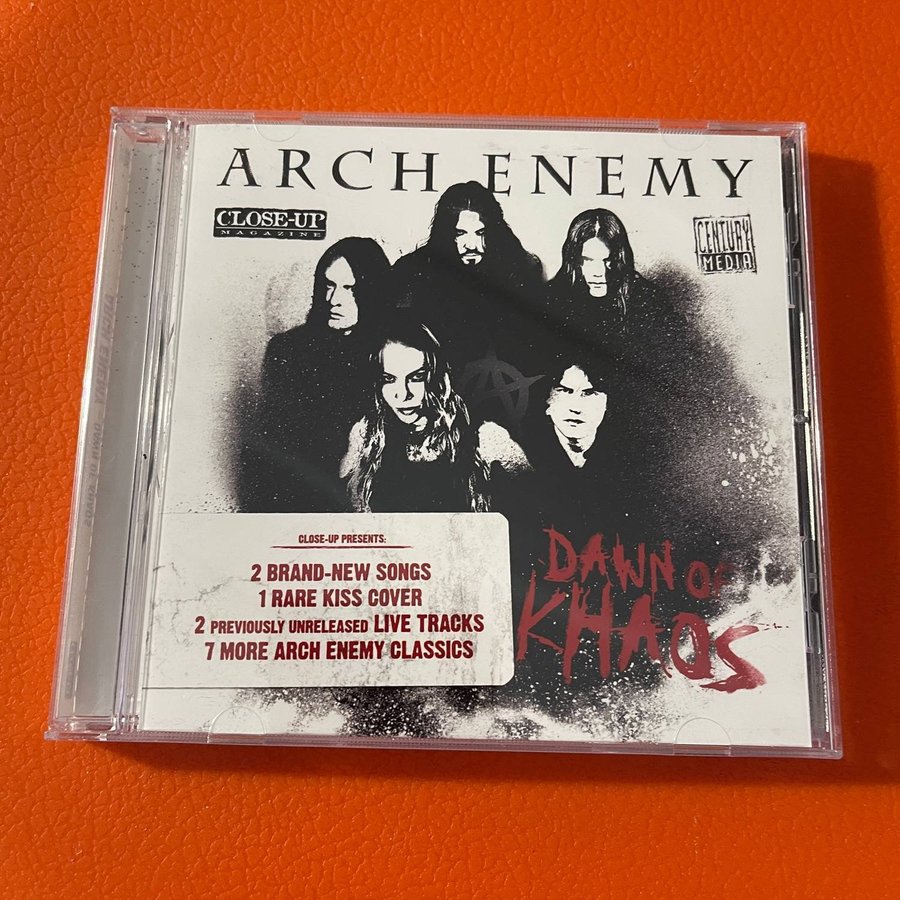 ARCH ENEMY
CLOSE-UP
MAGAZINE
CENTURY
MEDIA
CLOSE-UP PRESENTS:
2 BRAND-NEW SONGS
1 RARE KISS COVER
2 PREVIOUSLY UNRELEASED LIVE TRACKS
7 MORE ARCH ENEMY CLASSICS
DAWN OF
KHAOS